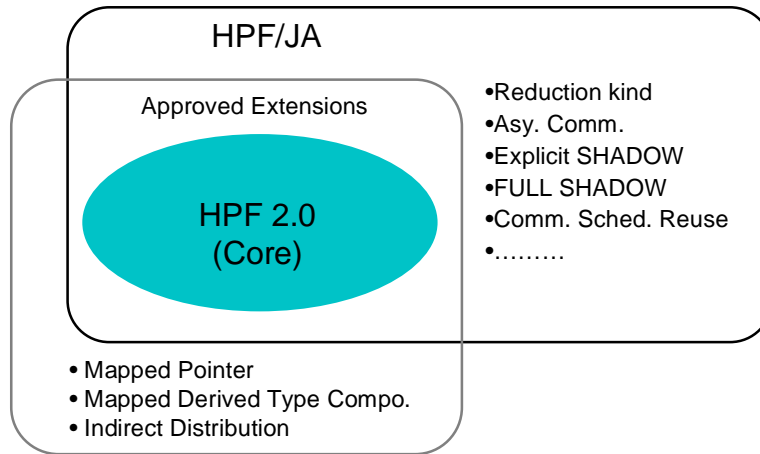 HPF/JA
Approved Extensions
HPF 2.0
(Core)
•Reduction kind
•Asy. Comm.
•Explicit SHADOW
•FULL SHADOW
•Comm. Sched. Reuse
•………
• Mapped Pointer
• Mapped Derived Type Compo.
• Indirect Distribution